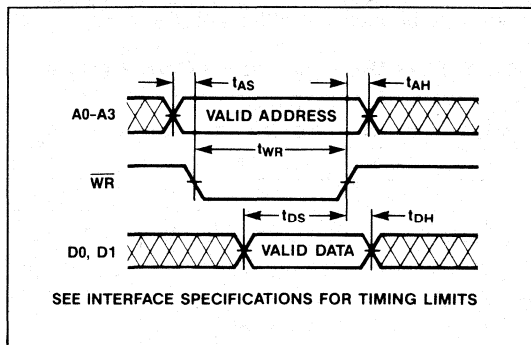 tAS
tAH
A0-A3
VALID ADDRESS
tWR
WR
tDS
tDH
D0, D1
VALID DATA
SEE INTERFACE SPECIFICATIONS FOR TIMING LIMITS